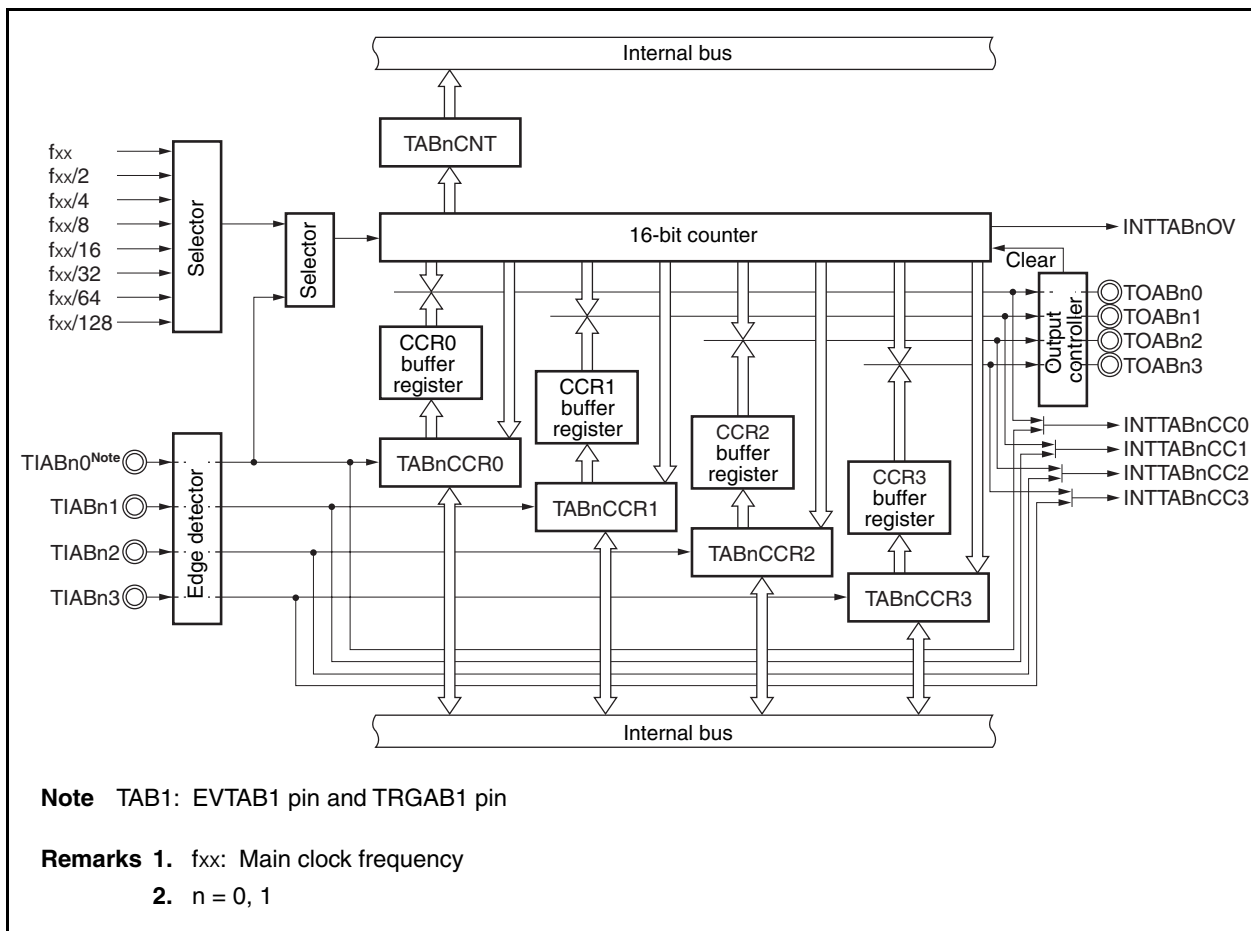 Internal bus
TABnCNT
fxx
fxx/2
fxx/4
fxx/8
fxx/16
fxx/32
fxx/64
fxx/128
Selector
Selector
16-bit counter
INTTABnOV
Clear
Output
controller
TOABn0
TOABn1
TOABn2
TOABn3
CCR0
buffer
register
CCR1
buffer
register
CCR2
buffer
register
CCR3
buffer
register
INTTABnCC0
INTTABnCC1
INTTABnCC2
INTTABnCC3
TIABn0Note
TIABn1
TIABn2
TIABn3
Edge detector
TABnCCR0
TABnCCR1
TABnCCR2
TABnCCR3
Internal bus
Note TAB1: EVTAB1 pin and TRGAB1 pin
Remarks 1. fxx: Main clock frequency
2. n = 0, 1